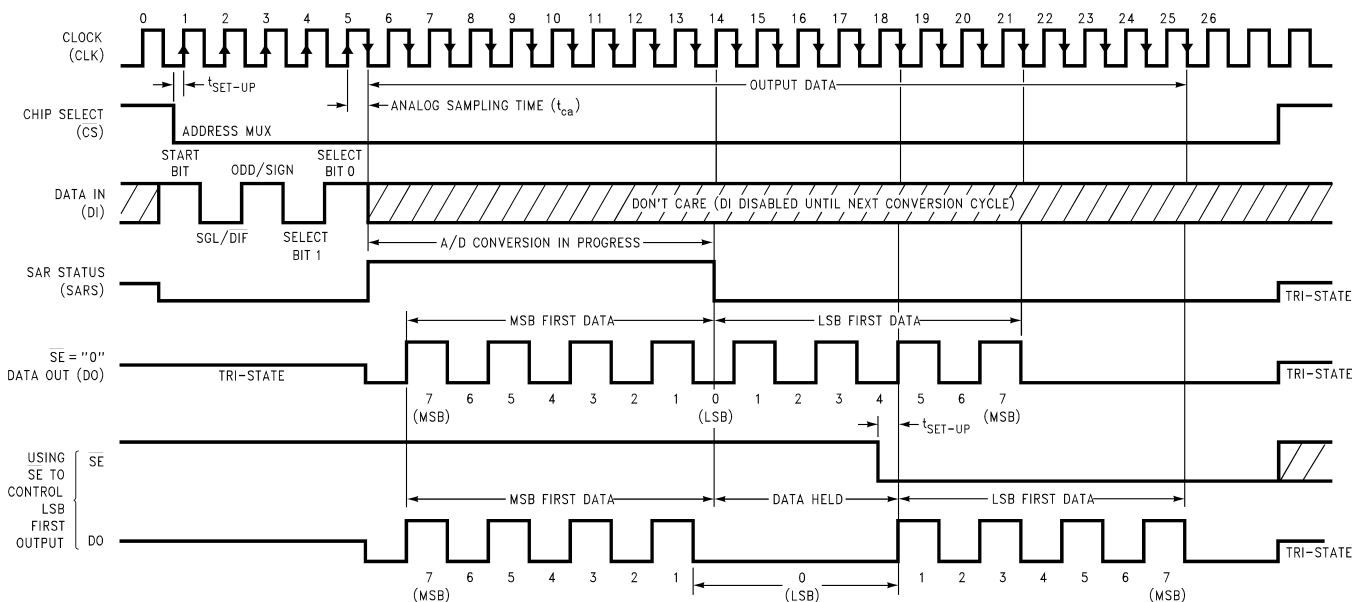 0 1 2 3 4 5 6 7 8 9 10 11 12 13 14 15 16 17 18 19 20 21 22 23 24 25 26
CLOCK
(CLK)
tSET-UP
OUTPUT DATA
ANALOG SAMPLING TIME (tca)
CHIP SELECT
(CS)
ADDRESS MUX
START
BIT
ODD/SIGN
SELECT
BIT 0
DATA IN
(DI)
DON'T CARE (DI DISABLED UNTIL NEXT CONVERSION CYCLE)
SGL/DIF
SELECT
BIT 1
A/D CONVERSION IN PROGRESS
SAR STATUS
(SARS)
TRI-STATE
MSB FIRST DATA
LSB FIRST DATA
SE = "0"
DATA OUT (DO)
TRI-STATE
TRI-STATE
7 6 5 4 3 2 1 0 1 2 3 4 5 6 7
(MSB) (LSB) (MSB)
tSET-UP
USING
SE TO
CONTROL
LSB
FIRST
OUTPUT
SE
MSB FIRST DATA
DATA HELD
LSB FIRST DATA
DO
TRI-STATE
7 6 5 4 3 2 1 0 1 2 3 4 5 6 7
(MSB) (LSB) (MSB)